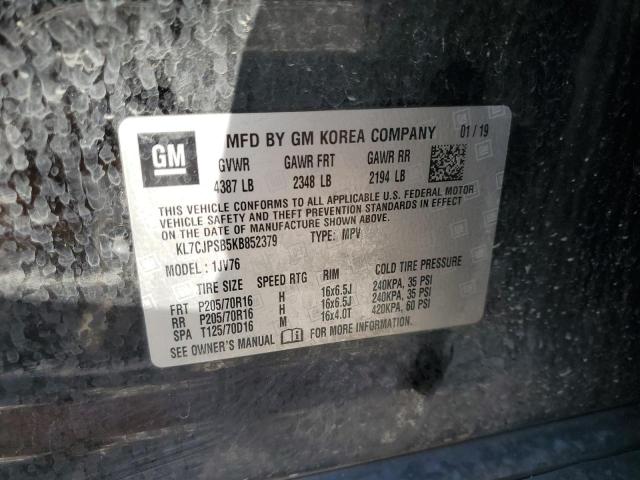 GM
MFD BY GM KOREA COMPANY 01/19
GVWR GAWR FRT GAWR RR
4387 LB 2348 LB 2194 LB
THIS VEHICLE CONFORMS TO ALL APPLICABLE U.S. FEDERAL MOTOR
VEHICLE SAFETY AND THEFT PREVENTION STANDARDS IN EFFECT
ON THE DATE OF MANUFACTURE SHOWN ABOVE.
KL7CJPSB5KB852379 TYPE: MPV
MODEL : 1JV76
TIRE SIZE SPEED RTG RIM COLD TIRE PRESSURE
FRT P205/70R16 H 16x6.5J 240KPA, 35 PSI
RR P205/70R16 H 16x6.5J 240KPA, 35 PSI
SPA T125/70D16 M 16x4.0T 420KPA, 60 PSI
SEE OWNER'S MANUAL FOR MORE INFORMATION.